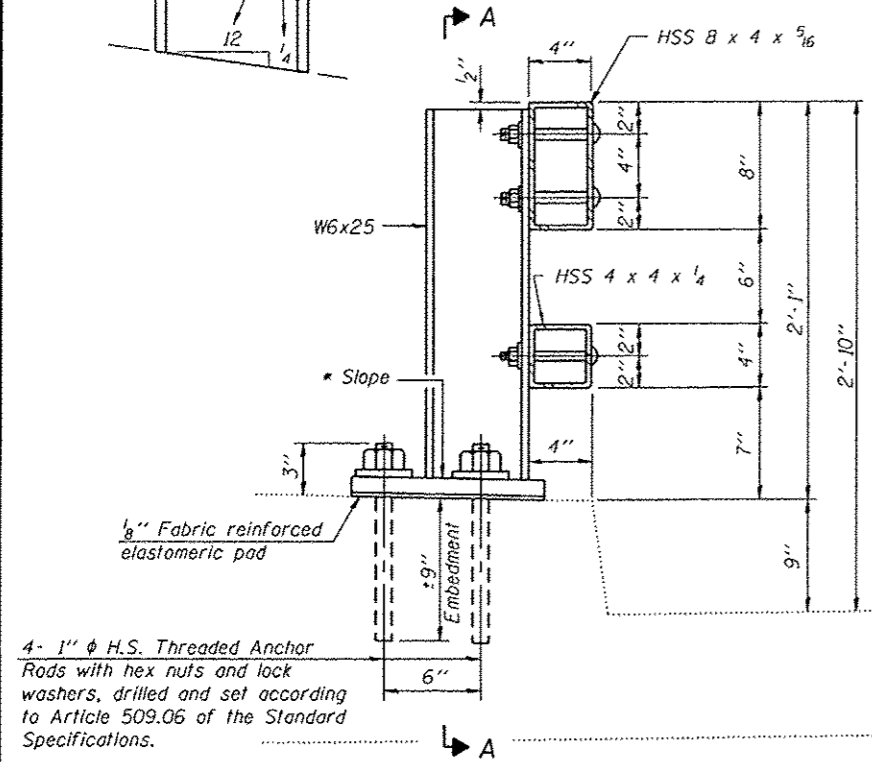 12
1/4
A
4"
HSS 8 x 4 x 5/16
1/2"
2"
4"
2"
8"
W6x25
HSS 4 x 4 x 1/4
6"
2'-1"
2'-10"
2"
2"
4"
* Slope
3"
4"
7"
1/8" Fabric reinforced
elastomeric pad
±9"
Embedment
9"
4- 1" ϕ H.S. Threaded Anchor
Rods with hex nuts and lock
washers, drilled and set according
to Article 509.06 of the Standard
Specifications.
6"
A